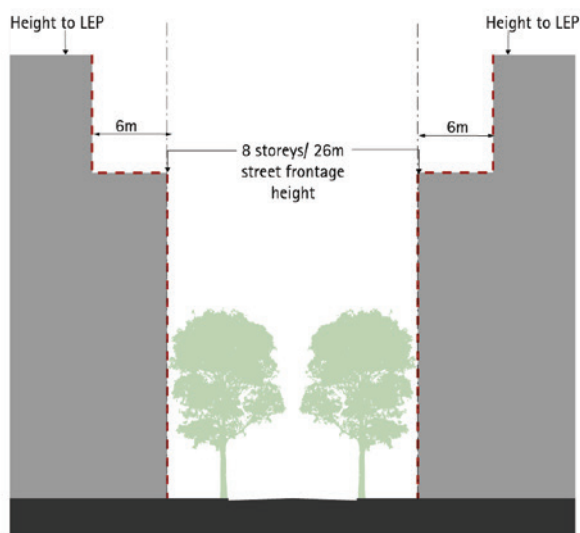 Height to LEP
Height to LEP
6m
6m
8 storeys/ 26m
street frontage
height